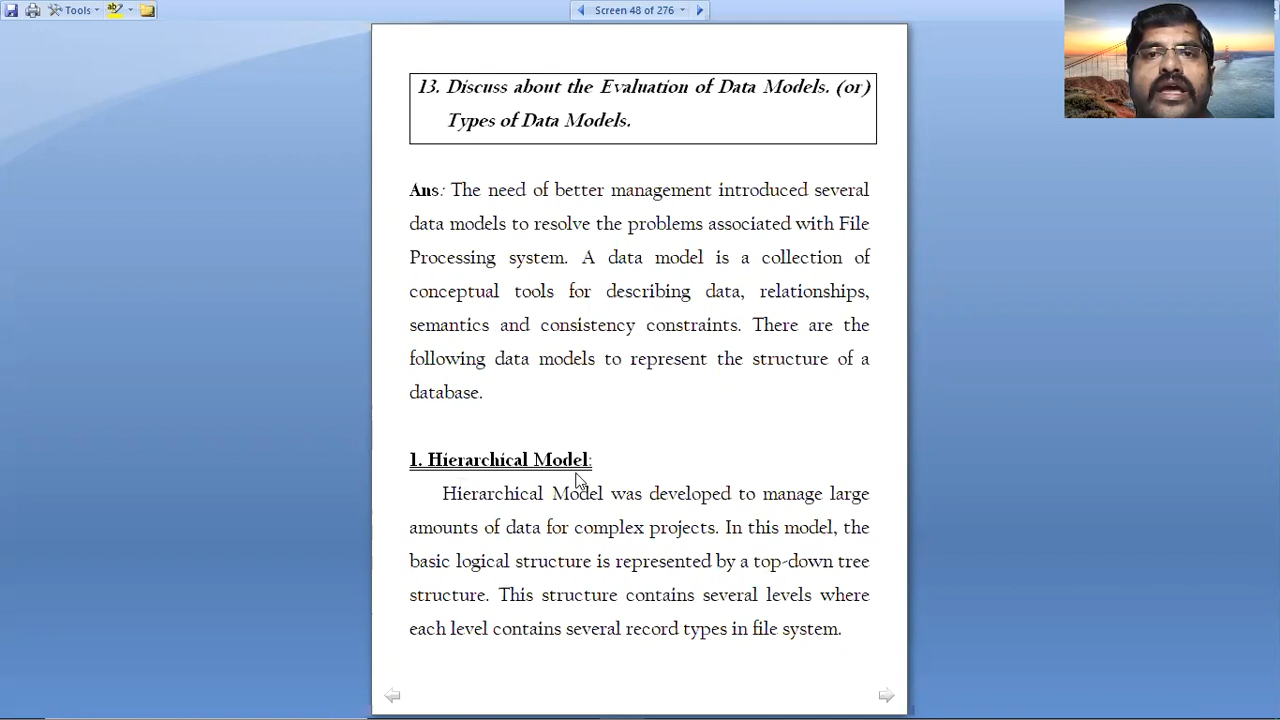 Tools
Screen 48 of 276
13. Discuss about the Evaluation of Data Models. (or)
Types of Data Models.
Ans.: The need of better management introduced several
data models to resolve the problems associated with File
Processing system. A data model is a collection of
conceptual tools for describing data, relationships,
semantics and consistency constraints. There are the
following data models to represent the structure of a
database.
1. Hierarchical Model:
Hierarchical Model was developed to manage large
amounts of data for complex projects. In this model, the
basic logical structure is represented by a top-down tree
structure. This structure contains several levels where
each level contains several record types in file system.